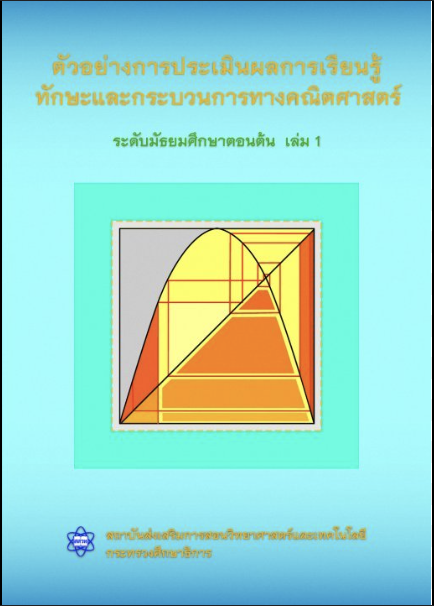 ตัวอย่างการประเมินผลการเรียนรู้
ทักษะและกระบวนการทางคณิตศาสตร์
ระดับมัธยมศึกษาตอนต้น เล่ม 1
สถาบันส่งเสริมการสอนวิทยาศาสตร์และเทคโนโลยี
กระทรวงศึกษาธิการ